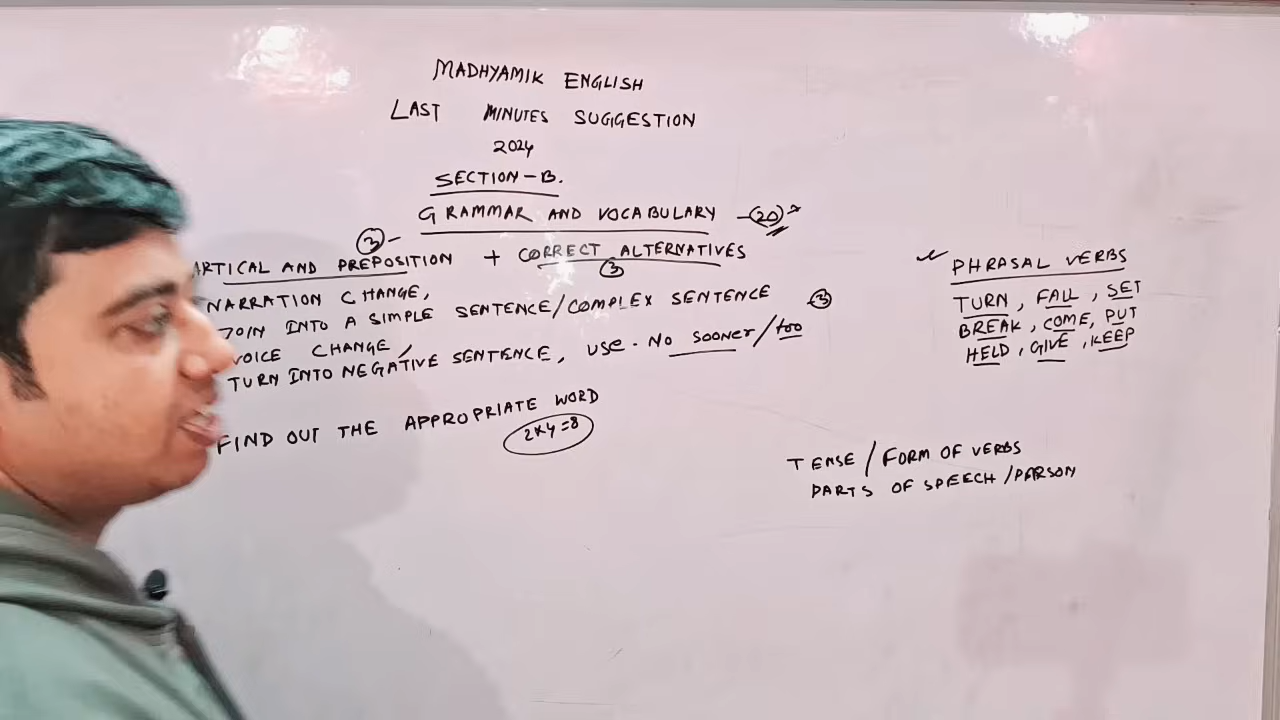 MADHYAMIK ENGLISH
LAST MINUTES SUGGESTION
2024
SECTION-B.
GRAMMAR AND VOCABULARY -20
3 -
ARTICAL AND PREPOSITION + CORRECT ALTERNATIVES
3
NARRATION CHANGE,
JOIN INTO A SIMPLE SENTENCE/COMPLEX SENTENCE 3
VOICE CHANGE,
TURN INTO NEGATIVE SENTENCE, USE - No sooner/too
FIND OUT THE APPROPRIATE WORD
2x4=8
PHRASAL VERBS
TURN, FALL, SET
BREAK, COME, PUT
HELD, GIVE, KEEP
TENSE / FORM OF VERBS
PARTS OF SPEECH / PARSON